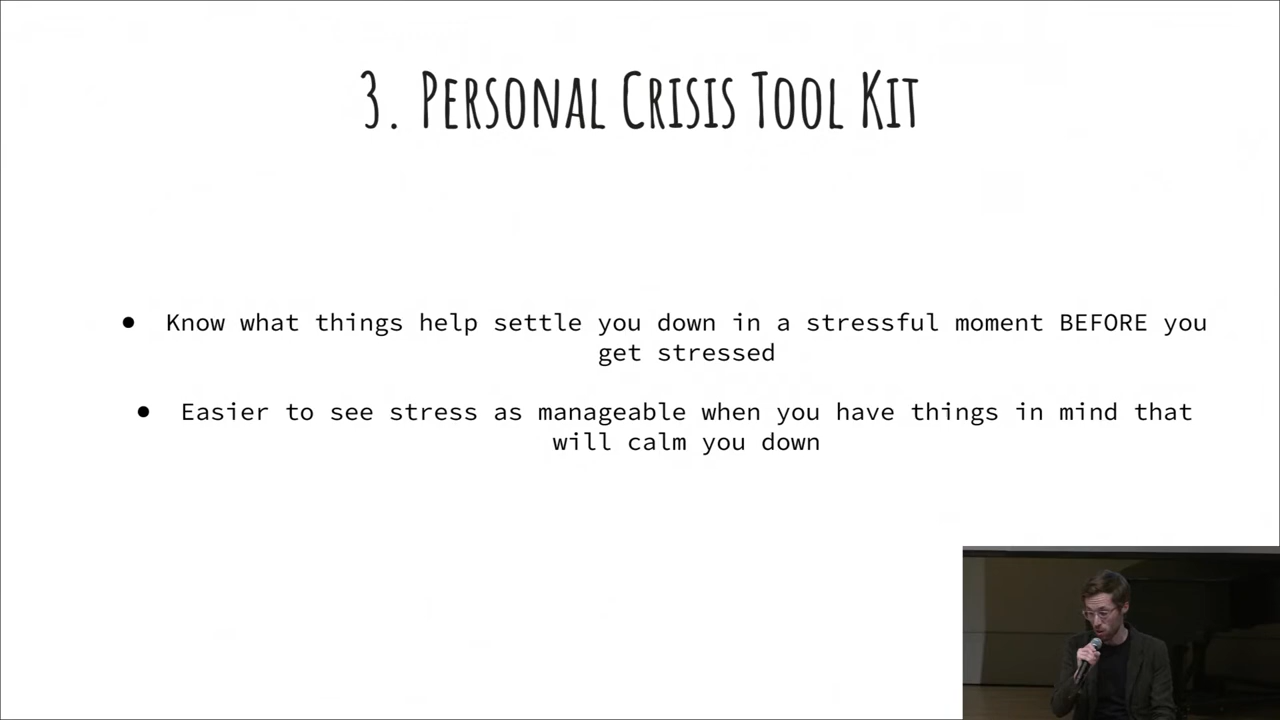 3. Personal Crisis Tool Kit
● Know what things help settle you down in a stressful moment BEFORE you
get stressed
● Easier to see stress as manageable when you have things in mind that
will calm you down